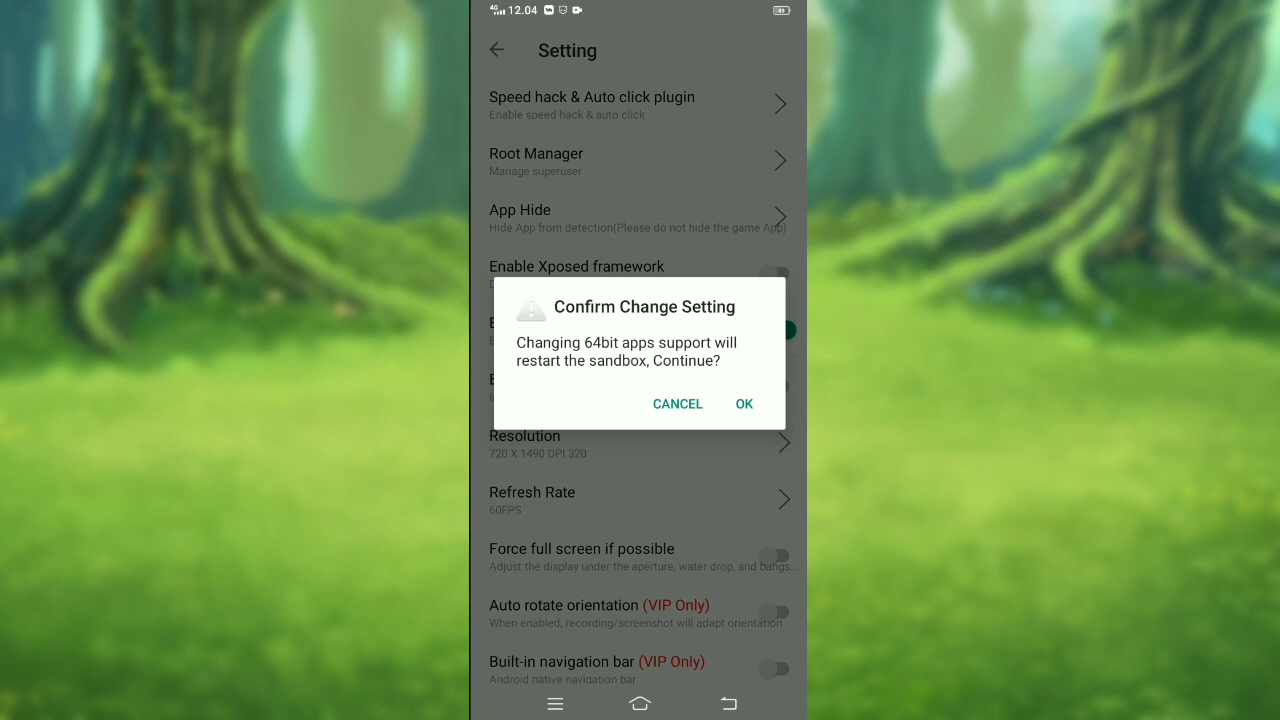 4G 12.04
Setting
Speed hack & Auto click plugin
Enable speed hack & auto click
Root Manager
Manage superuser
App Hide
Hide App from detection(Please do not hide the game App)
Enable Xposed framework
Confirm Change Setting
Changing 64bit apps support will
restart the sandbox, Continue?
CANCEL OK
Resolution
720 X 1490 DPI 320
Refresh Rate
60FPS
Force full screen if possible
Adjust the display under the aperture, water drop, and bangs..
Auto rotate orientation (VIP Only)
When enabled, recording/screenshot will adapt orientation
Built-in navigation bar (VIP Only)
Android native navigation bar